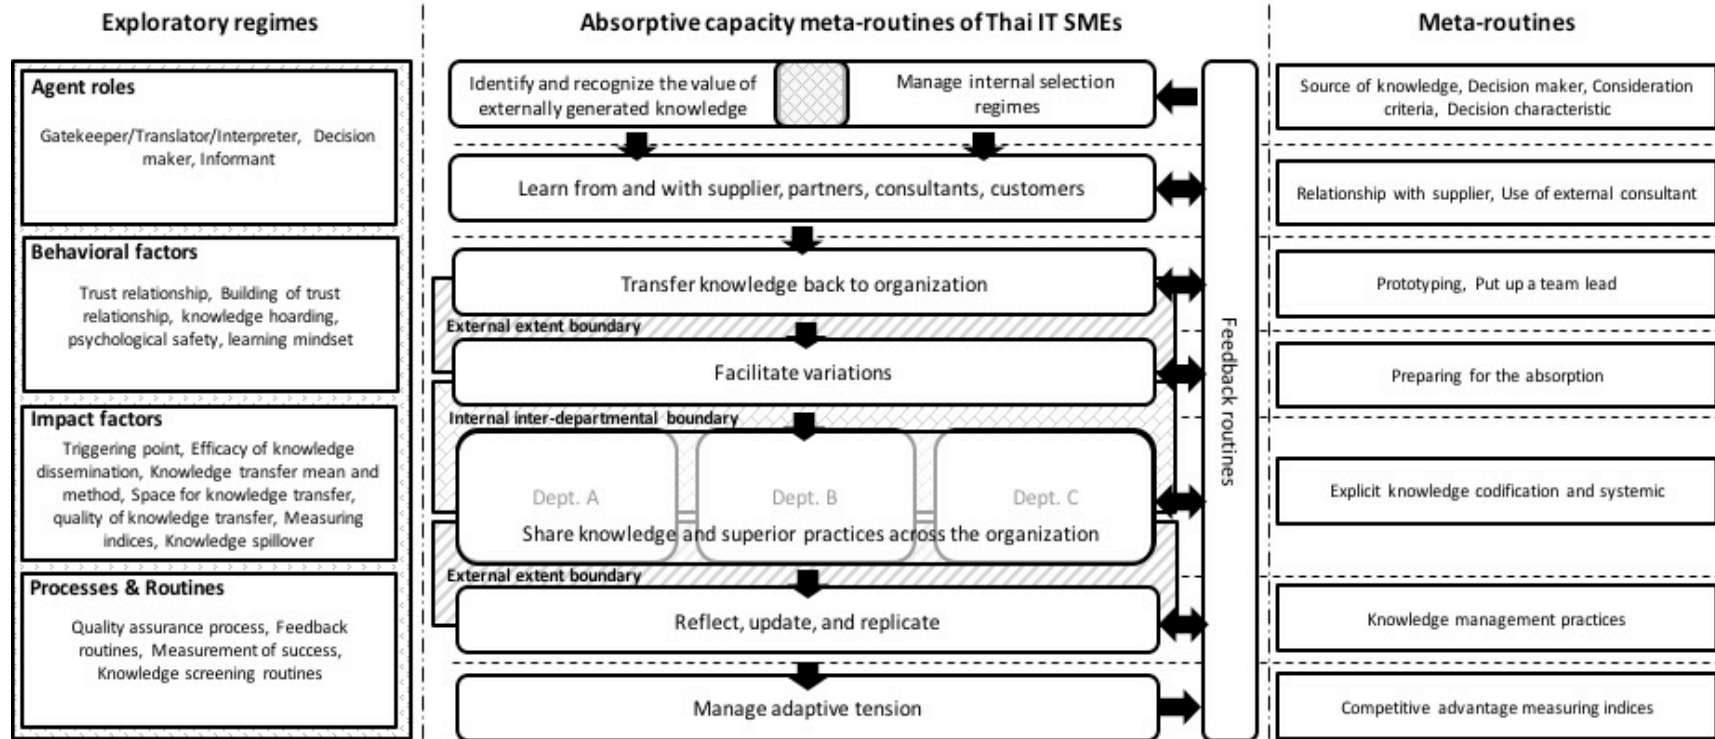 Exploratory regimes
Agent roles
Gatekeeper/Translator/Interpreter, Decision
maker, Informant
Behavioral factors
Trust relationship, Building of trust
relationship, knowledge hoarding,
psychological safety, learning mindset
Impact factors
Triggering point, Efficacy of knowledge
dissemination, Knowledge transfer mean and
method, Space for knowledge transfer,
quality of knowledge transfer, Measuring
indices, Knowledge spillover
Processes & Routines
Quality assurance process, Feedback
routines, Measurement of success,
Knowledge screening routines
Absorptive capacity meta-routines of Thai IT SMEs
Identify and recognize the value of
externally generated knowledge
Manage internal selection
regimes
Learn from and with supplier, partners, consultants, customers
Transfer knowledge back to organization
External extent boundary
Facilitate variations
Internal inter-departmental boundary
Dept. A
Dept. B
Dept. C
Share knowledge and superior practices across the organization
External extent boundary
Reflect, update, and replicate
Manage adaptive tension
Feedback routines
Meta-routines
Source of knowledge, Decision maker, Consideration
criteria, Decision characteristic
Relationship with supplier, Use of external consultant
Prototyping, Put up a team lead
Preparing for the absorption
Explicit knowledge codification and systemic
Knowledge management practices
Competitive advantage measuring indices